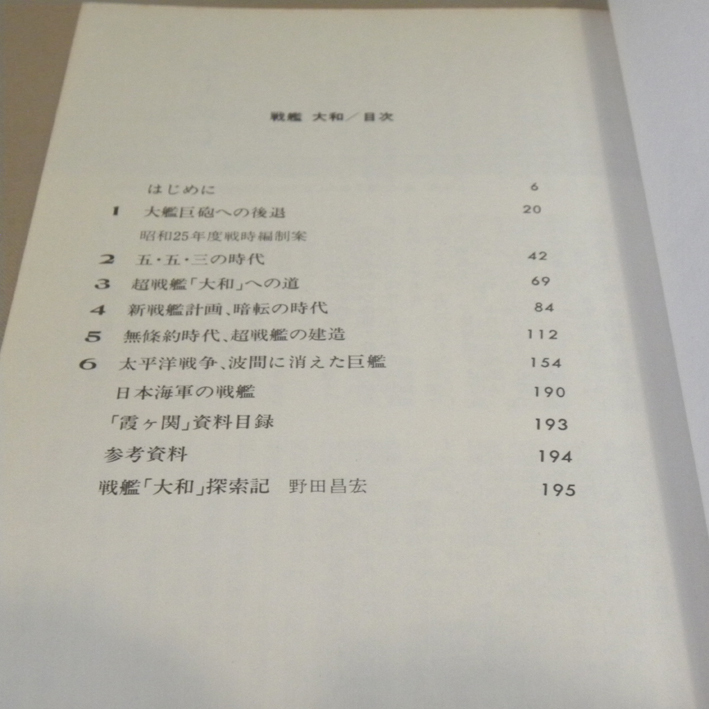 戦艦 大和／目次
はじめに 6
1 大艦巨砲への後退 20
昭和25年度戦時編制案
2 五・五・三の時代 42
3 超戦艦「大和」への道 69
4 新戦艦計画、暗転の時代 84
5 無條約時代、超戦艦の建造 112
6 太平洋戦争、波間に消えた巨艦 154
日本海軍の戦艦 190
「霞ヶ関」資料目録 193
参考資料 194
戦艦「大和」探索記 野田昌宏 195